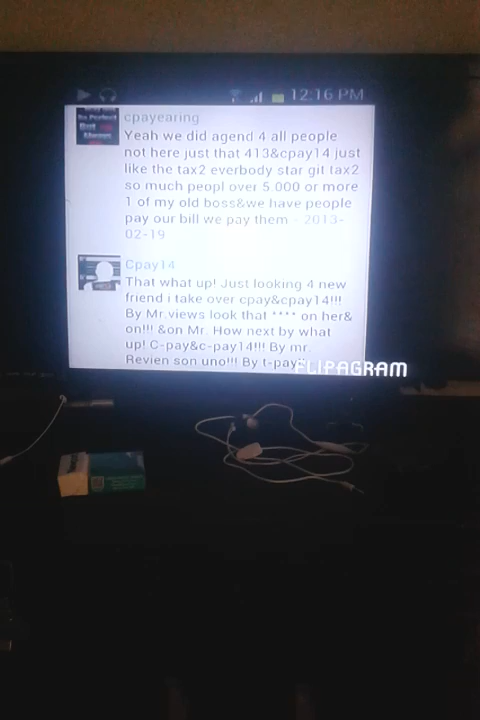 12:16 PM
cpayearing
Yeah we did agend 4 all people
not here just that 413&cpay14 just
like the tax2 everbody star git tax2
so much peopl over 5.000 or more
1 of my old boss&we have people
pay our bill we pay them - 2013-
02-19
Cpay14
That what up! Just looking 4 new
friend i take over cpay&cpay14!!!
By Mr.views look that **** on her&
on!!! &on Mr. How next by what
up! C-pay&c-pay14!!! By mr.
Revien son uno!!! By t-pay
FLIPAGRAM